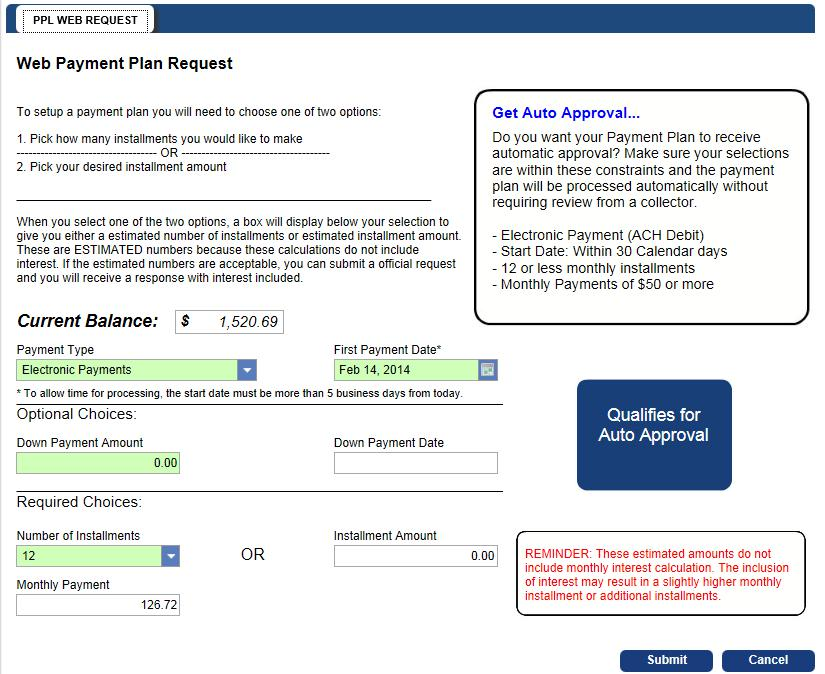 PPL WEB REQUEST
Web Payment Plan Request
To setup a payment plan you will need to choose one of two options:
1. Pick how many installments you would like to make
----------------------------------- OR -------------------------------------
2. Pick your desired installment amount
When you select one of the two options, a box will display below your selection to
give you either a estimated number of installments or estimated installment amount.
These are ESTIMATED numbers because these calculations do not include
interest. If the estimated numbers are acceptable, you can submit a official request
and you will receive a response with interest included.
Get Auto Approval...
Do you want your Payment Plan to receive
automatic approval? Make sure your selections
are within these constraints and the payment
plan will be processed automatically without
requiring review from a collector.
- Electronic Payment (ACH Debit)
- Start Date: Within 30 Calendar days
- 12 or less monthly installments
- Monthly Payments of $50 or more
Current Balance: $ 1,520.69
Payment Type First Payment Date*
Electronic Payments Feb 14, 2014
* To allow time for processing, the start date must be more than 5 business days from today.
Optional Choices:
Down Payment Amount Down Payment Date
0.00
Qualifies for
Auto Approval
Required Choices:
Number of Installments Installment Amount
12 OR 0.00
Monthly Payment
126.72
REMINDER: These estimated amounts do not
include monthly interest calculation. The inclusion
of interest may result in a slightly higher monthly
installment or additional installments.
Submit Cancel